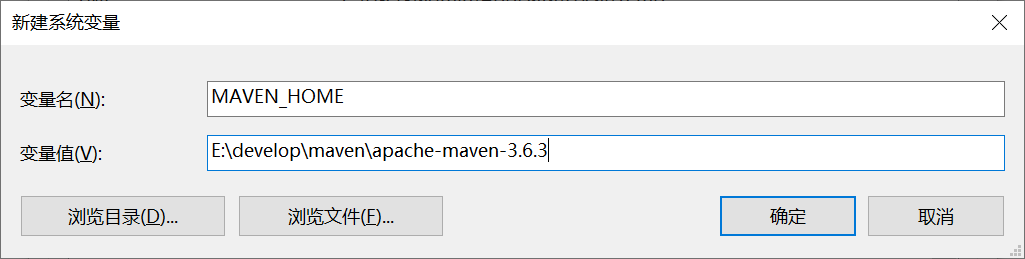 新建系统变量
变量名(N):
MAVEN_HOME
变量值(V):
E:\develop\maven\apache-maven-3.6.3
浏览目录(D)...
浏览文件(F)...
确定
取消